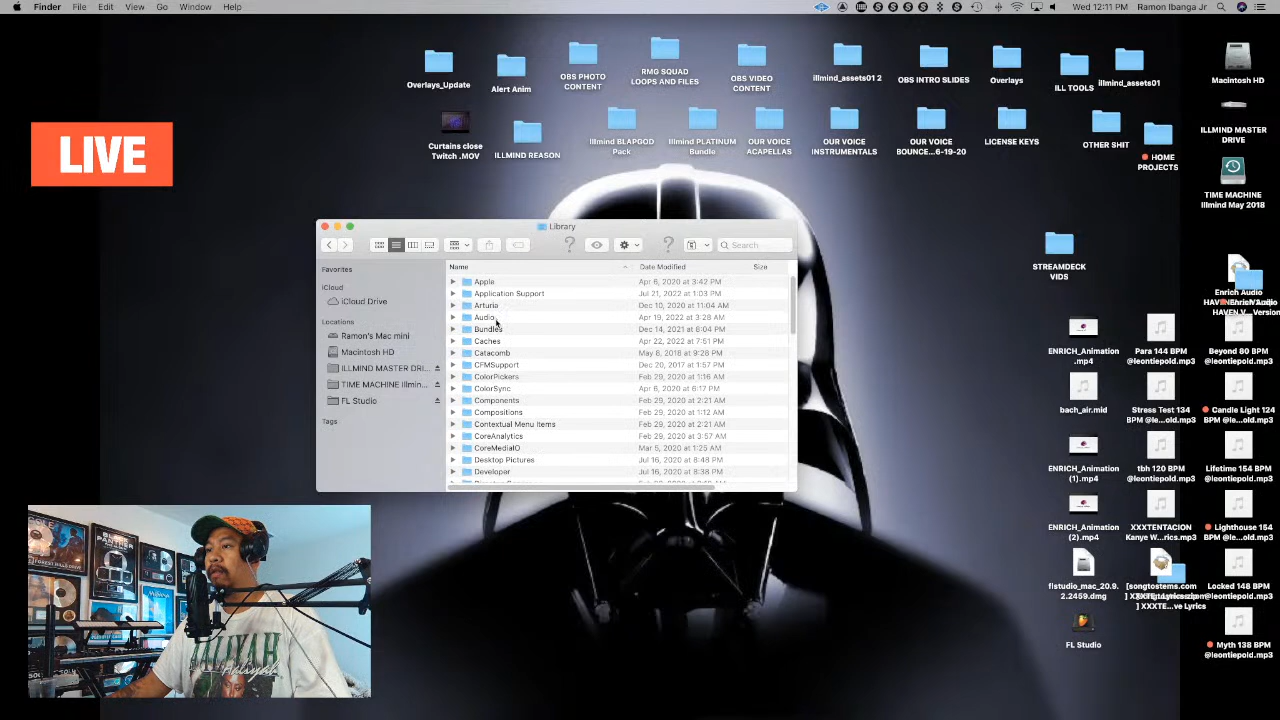 Finder File Edit View Go Window Help
Wed 12:11 PM Ramon Ibanga Jr
Overlays_Update
Alert Anim
OBS PHOTO
CONTENT
RMG SQUAD
LOOPS AND FILES
OBS VIDEO
CONTENT
illmind_assets01 2
OBS INTRO SLIDES
Overlays
ILL TOOLS
illmind_assets01
Macintosh HD
Curtains close
Twitch .MOV
ILLMIND REASON
Illmind BLAPGOD
Pack
Illmind PLATINUM
Bundle
OUR VOICE
ACAPELLAS
OUR VOICE
INSTRUMENTALS
OUR VOICE
BOUNCE...6-19-20
LICENSE KEYS
OTHER SHIT
HOME
PROJECTS
ILLMIND MASTER
DRIVE
TIME MACHINE
Illmind May 2018
LIVE
STREAMDECK
VIDS
Enrich Audio
Library
Search
Favorites
iCloud
iCloud Drive
Locations
Ramon's Mac mini
Macintosh HD
ILLMIND MASTER DRI...
TIME MACHINE Illmin...
FL Studio
Tags
Name Date Modified Size
Apple Apr 6, 2020 at 3:42 PM
Application Support Jul 21, 2022 at 1:03 PM
Arturia Dec 10, 2020 at 11:04 AM
Audio Apr 19, 2022 at 3:28 AM
Bundles Dec 14, 2021 at 8:04 PM
Caches Apr 22, 2022 at 7:51 PM
Catacomb May 8, 2018 at 9:28 PM
CFMSupport Dec 20, 2017 at 1:57 PM
ColorPickers Feb 29, 2020 at 1:16 AM
ColorSync Apr 6, 2020 at 6:17 PM
Components Feb 29, 2020 at 2:21 AM
Compositions Feb 29, 2020 at 1:12 AM
Contextual Menu Items Feb 29, 2020 at 2:21 AM
CoreAnalytics Feb 29, 2020 at 3:57 AM
CoreMediaIO Mar 5, 2020 at 1:25 AM
Desktop Pictures Jul 16, 2020 at 8:48 PM
Developer Jul 16, 2020 at 8:38 PM
ENRICH_Animation
.mp4
Para 144 BPM
@leontiepold.mp3
Beyond 80 BPM
@leontiepold.mp3
bach_air.mid
Stress Test 134
BPM @le...old.mp3
Candle Light 124
BPM @le...old.mp3
ENRICH_Animation
(1).mp4
tbh 120 BPM
@leontiepold.mp3
Lifetime 154 BPM
@leontiepold.mp3
ENRICH_Animation
(2).mp4
XXXTENTACION
Kanye W...rics.mp3
Lighthouse 154
BPM @le...old.mp3
flstudio_mac_20.9.
2.2459.dmg
[songtostems.com
Locked 148 BPM
@leontiepold.mp3
FL Studio
Myth 138 BPM
@leontiepold.mp3
AALIYAH
Aaliyah